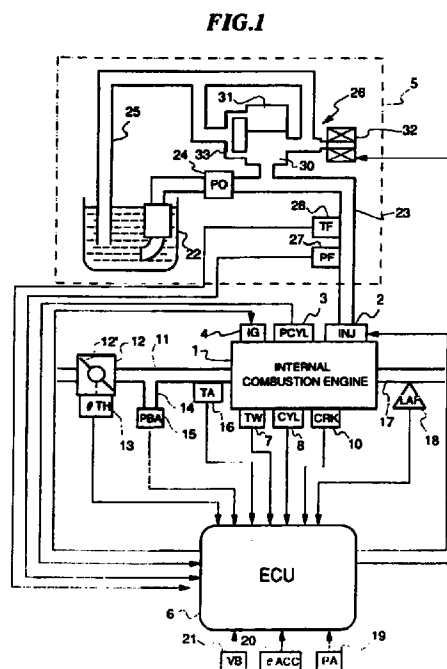 FIG.1
31
26
5
25
32
24
33
30
PO
23
28
TF
22
27
PF
3
2
4
IG
PCYL
INJ
12'
12
11
1
INTERNAL
COMBUSTION ENGINE
θTH
14
TA
17
LAF
13
PBA
15
16
TW
CYL
CRK
18
7
8
10
ECU
6
21
20
19
VB
θACC
PA